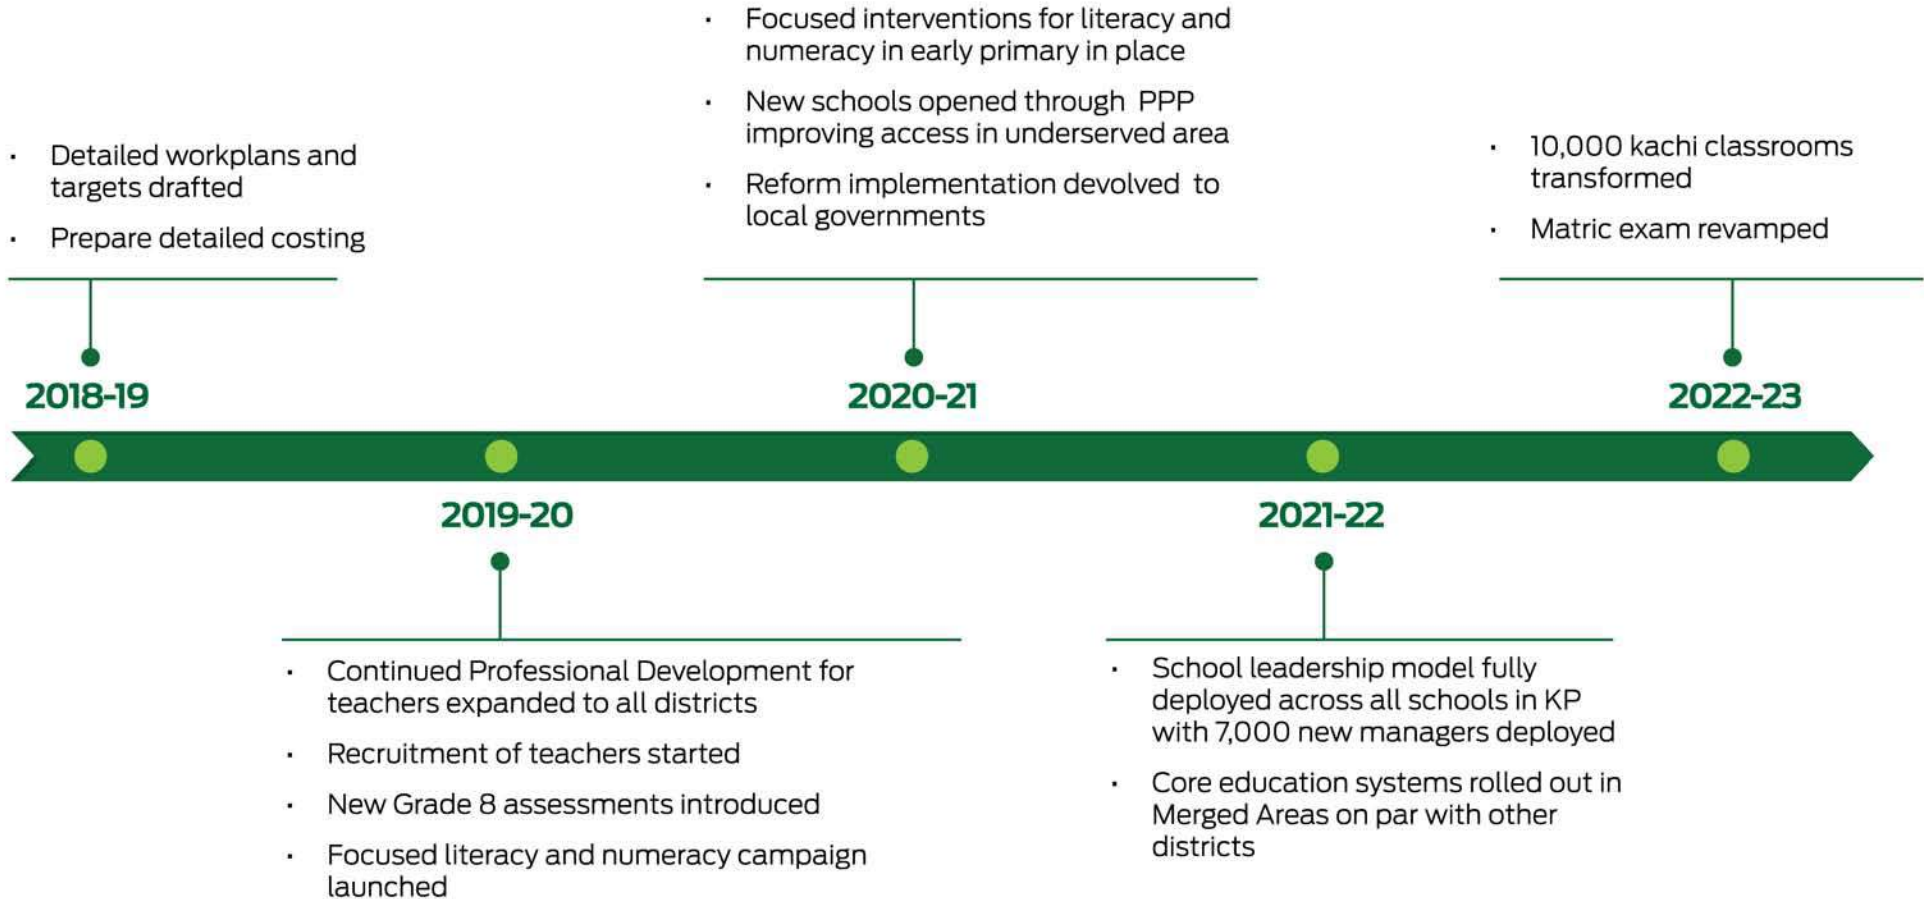 · Detailed workplans and
targets drafted
· Prepare detailed costing
2018-19
· Continued Professional Development for
teachers expanded to all districts
· Recruitment of teachers started
· New Grade 8 assessments introduced
· Focused literacy and numeracy campaign
launched
2019-20
· Focused interventions for literacy and
numeracy in early primary in place
· New schools opened through PPP
improving access in underserved area
· Reform implementation devolved to
local governments
2020-21
2021-22
· School leadership model fully
deployed across all schools in KP
with 7,000 new managers deployed
· Core education systems rolled out in
Merged Areas on par with other
districts
· 10,000 kachi classrooms
transformed
· Matric exam revamped
2022-23